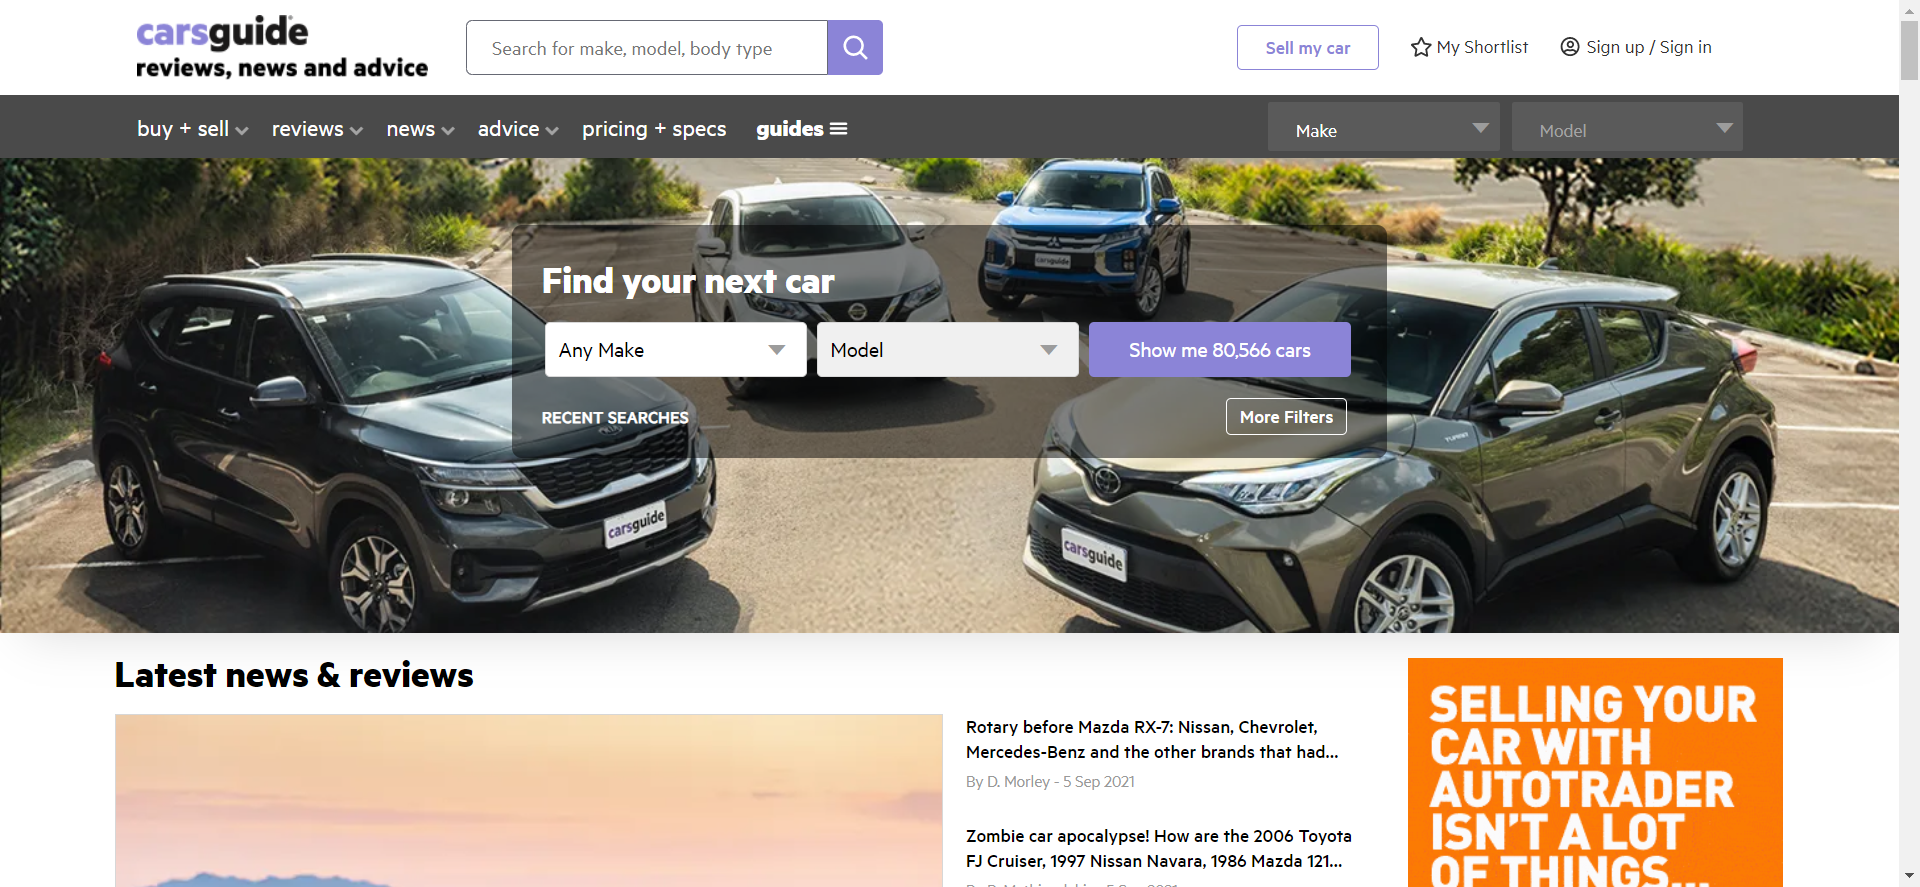 carsguide
reviews, news and advice
Search for make, model, body type
Sell my car
My Shortlist
Sign up / Sign in
buy + sell
reviews
news
advice
pricing + specs
guides
Make
Model
Find your next car
Any Make
Model
Show me 80,566 cars
RECENT SEARCHES
More Filters
carsguide
carsguide
carsguide
Latest news & reviews
Rotary before Mazda RX-7: Nissan, Chevrolet,
Mercedes-Benz and the other brands that had...
By D. Morley - 5 Sep 2021
Zombie car apocalypse! How are the 2006 Toyota
FJ Cruiser, 1997 Nissan Navara, 1986 Mazda 121...
SELLING YOUR
CAR WITH
AUTOTRADER
ISN'T A LOT
OF THINGS...